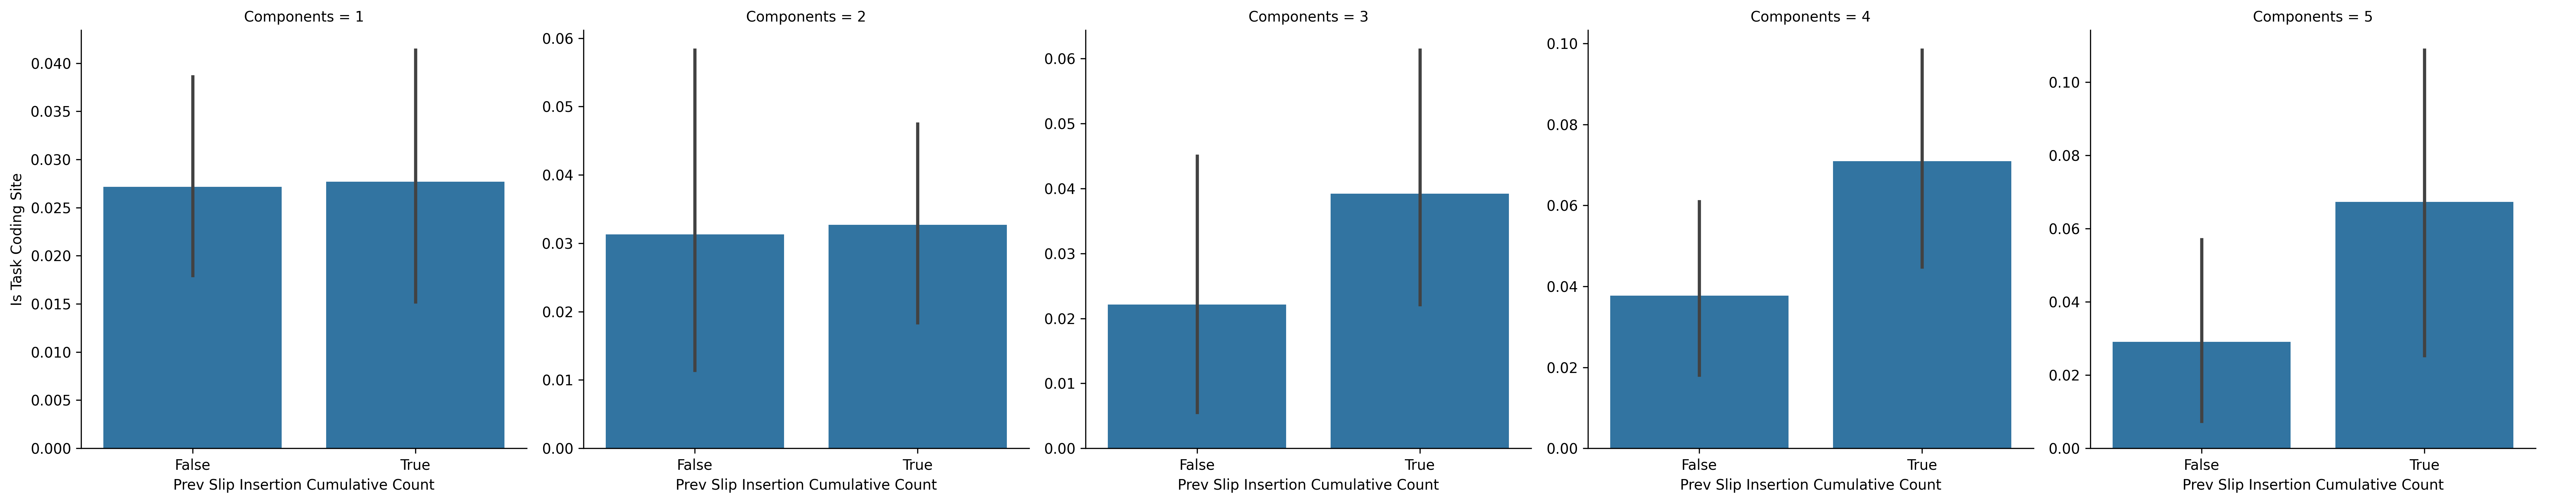 Components = 1
Is Task Coding Site
0.040
0.035
0.030
0.025
0.020
0.015
0.010
0.005
0.000
False True
Prev Slip Insertion Cumulative Count
Components = 2
0.06
0.05
0.04
0.03
0.02
0.01
0.00
False True
Prev Slip Insertion Cumulative Count
Components = 3
0.06
0.05
0.04
0.03
0.02
0.01
0.00
False True
Prev Slip Insertion Cumulative Count
Components = 4
0.10
0.08
0.06
0.04
0.02
0.00
False True
Prev Slip Insertion Cumulative Count
Components = 5
0.10
0.08
0.06
0.04
0.02
0.00
False True
Prev Slip Insertion Cumulative Count